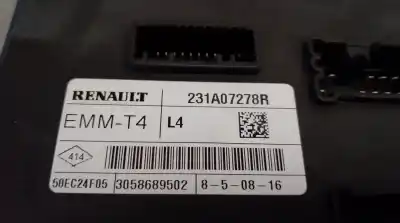 RENAULT 231A07278R
EMM-T4 L4
414
50EC24F05 3058689502 8-5-08-16